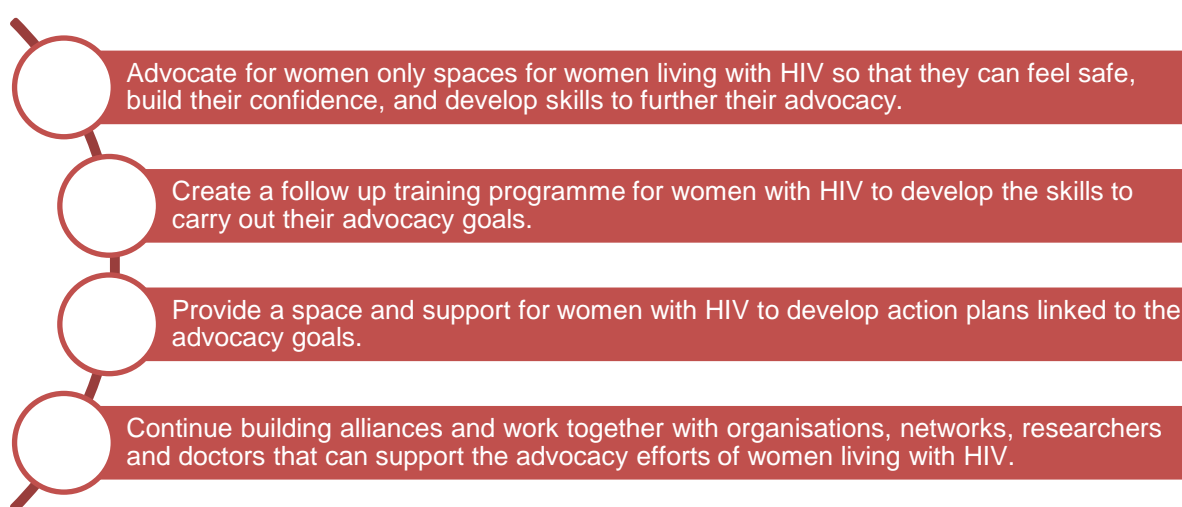 Advocate for women only spaces for women living with HIV so that they can feel safe,
build their confidence, and develop skills to further their advocacy.
Create a follow up training programme for women with HIV to develop the skills to
carry out their advocacy goals.
Provide a space and support for women with HIV to develop action plans linked to the
advocacy goals.
Continue building alliances and work together with organisations, networks, researchers
and doctors that can support the advocacy efforts of women living with HIV.